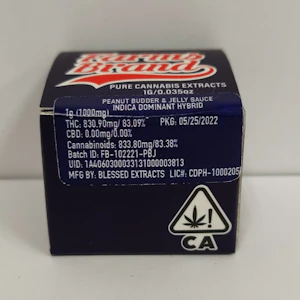 Karut
Brand
PURE CANNABIS EXTRACTS
1G/0.035oz
PEANUT BUDDER & JELLY SAUCE
INDICA DOMINANT HYBRID
1g (1000mg)
THC: 830.90mg/ 83.09% PKG: 05/25/2022
CBD: 0.00mg/0.00%
Cannabinoids: 833.80mg/83.38%
Batch ID: FB-102221-PBJ
UID: 1A4060300033131000003813
MFG BY: BLESSED EXTRACTS LIC# CDPH-1000205
CA